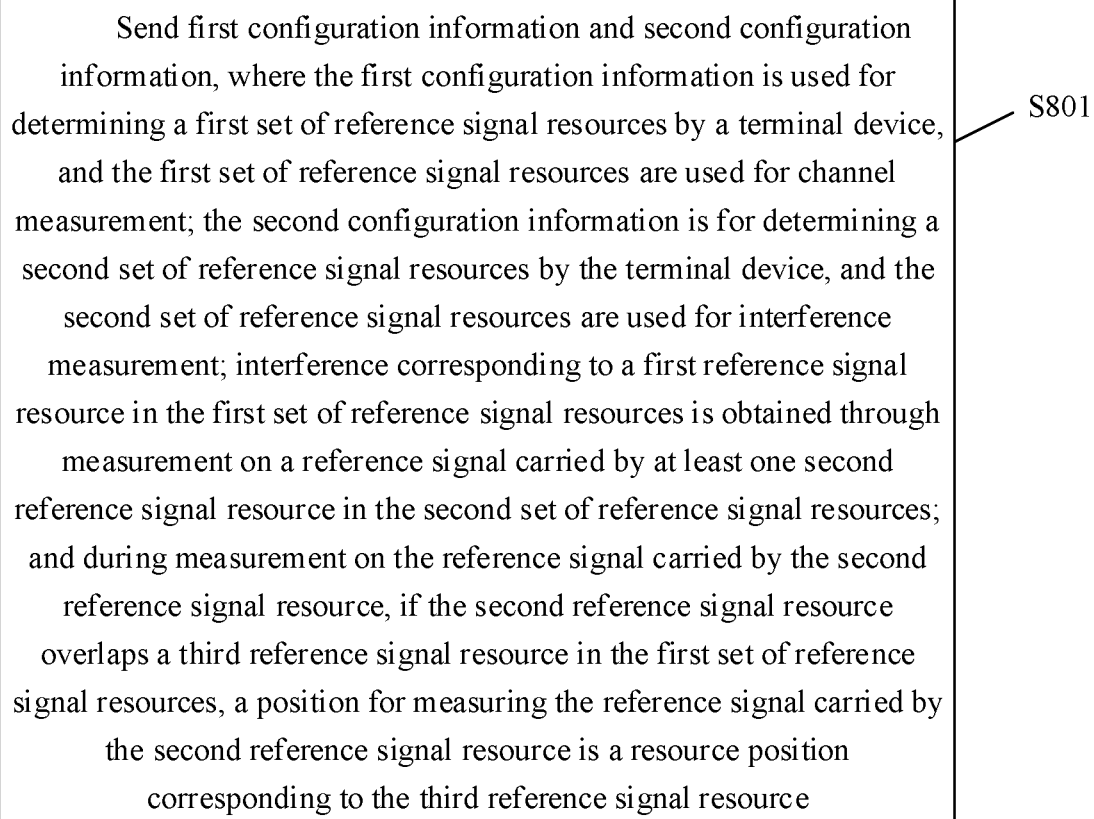 Send first configuration information and second configuration
information, where the first configuration information is used for
determining a first set of reference signal resources by a terminal device,
and the first set of reference signal resources are used for channel
measurement; the second configuration information is for determining a
second set of reference signal resources by the terminal device, and the
second set of reference signal resources are used for interference
measurement; interference corresponding to a first reference signal
resource in the first set of reference signal resources is obtained through
measurement on a reference signal carried by at least one second
reference signal resource in the second set of reference signal resources;
and during measurement on the reference signal carried by the second
reference signal resource, if the second reference signal resource
overlaps a third reference signal resource in the first set of reference
signal resources, a position for measuring the reference signal carried by
the second reference signal resource is a resource position
corresponding to the third reference signal resource
S801